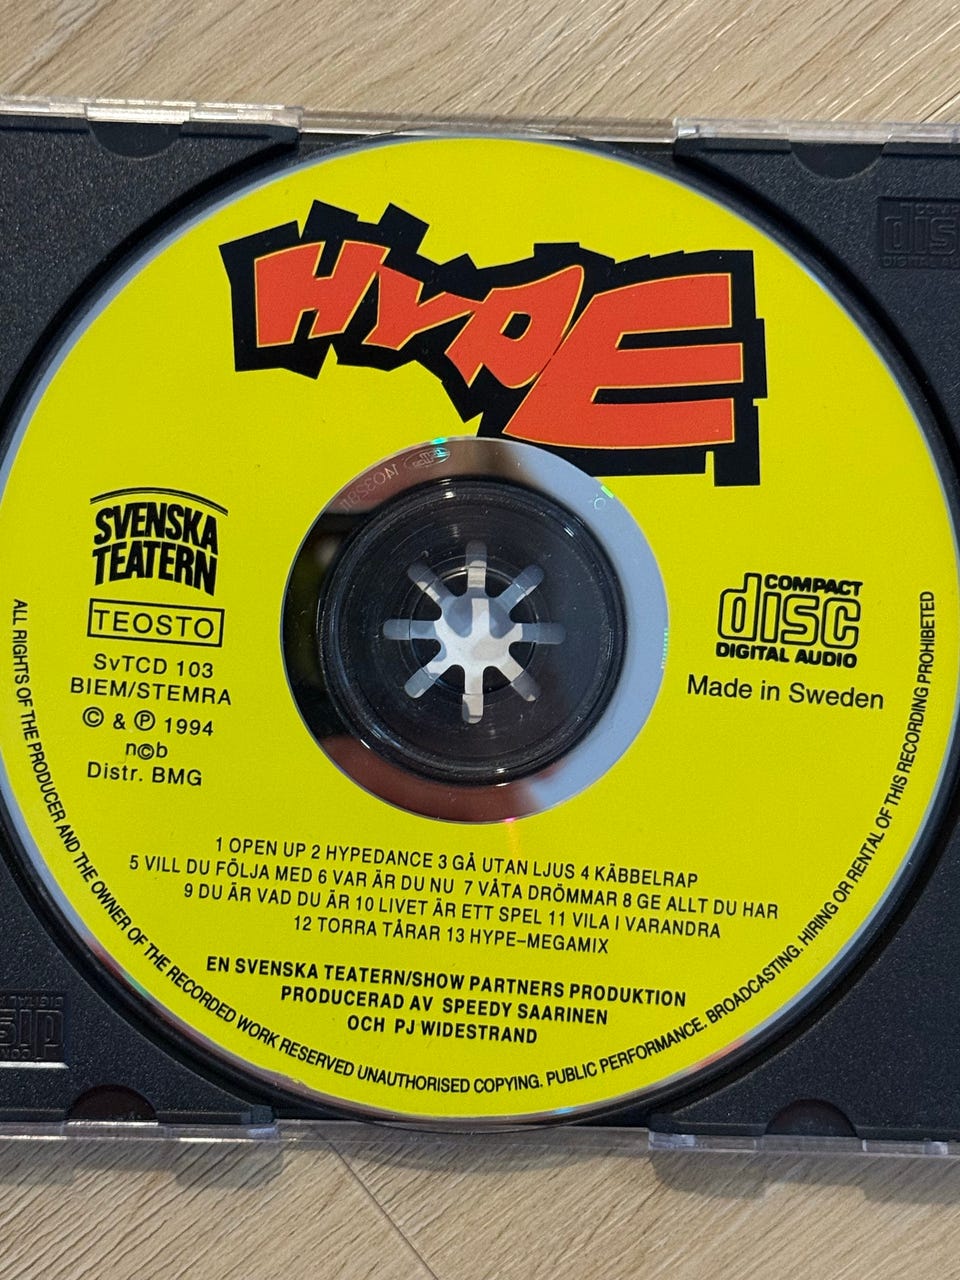 HYPE
SVENSKA
TEATERN
TEOSTO
SvTCD 103
BIEM/STEMRA
© & ℗ 1994
n©b
Distr. BMG
COMPACT
disc
DIGITAL AUDIO
Made in Sweden
1 OPEN UP 2 HYPEDANCE 3 GÅ UTAN LJUS 4 KÄBBELRAP
5 VILL DU FÖLJA MED 6 VAR ÄR DU NU 7 VÅTA DRÖMMAR 8 GE ALLT DU HAR
9 DU ÄR VAD DU ÄR 10 LIVET ÄR ETT SPEL 11 VILA I VARANDRA
12 TORRA TÅRAR 13 HYPE-MEGAMIX
EN SVENSKA TEATERN/SHOW PARTNERS PRODUKTION
PRODUCERAD AV SPEEDY SAARINEN
OCH PJ WIDESTRAND
ALL RIGHTS OF THE PRODUCER AND THE OWNER OF THE RECORDED WORK RESERVED UNAUTHORISED COPYING. PUBLIC PERFORMANCE. BROADCASTING. HIRING OR RENTAL OF THIS RECORDING PROHIBETED